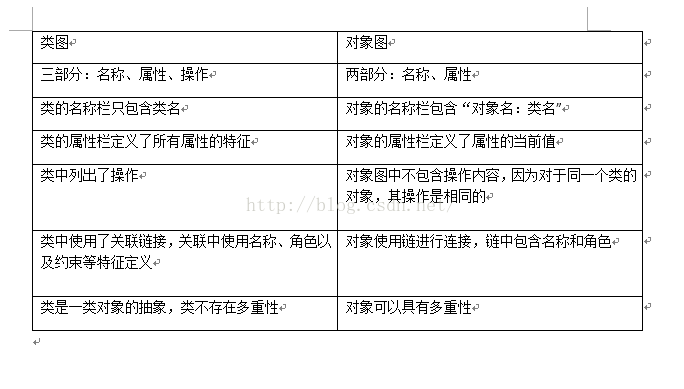 类图
对象图
三部分：名称、属性、操作
两部分：名称、属性
类的名称栏只包含类名
对象的名称栏包含“对象名：类名”
类的属性栏定义了所有属性的特征
对象的属性栏定义了属性的当前值
类中列出了操作
对象图中不包含操作内容，因为对于同一个类的
对象，其操作是相同的
http://blog.csdn.net/
类中使用了关联链接，关联中使用名称、角色以
及约束等特征定义
对象使用链进行连接，链中包含名称和角色
类是一类对象的抽象，类不存在多重性
对象可以具有多重性